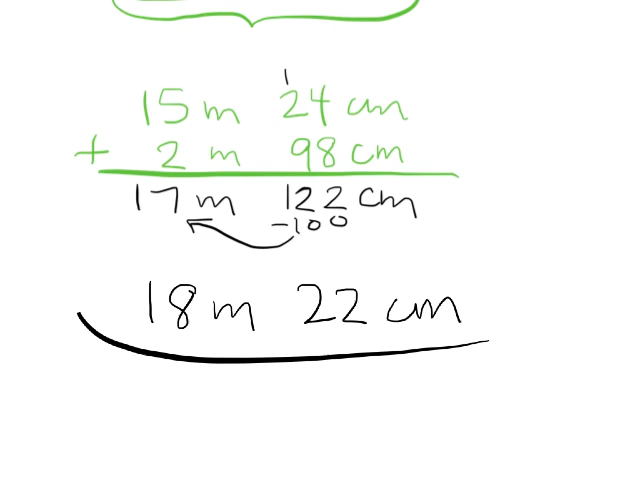 1
15 m 24 cm
+ 2 m 98 cm
17 m 122 cm
-100
18 m 22 cm